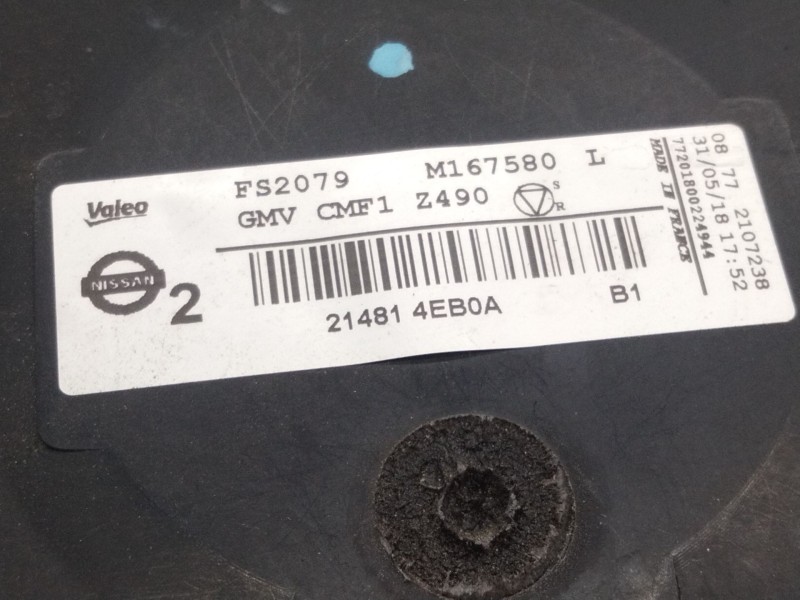 Valeo
FS2079 M167580 L
GMV CMF1 Z490 S R
NISSAN 2
21481 4EB0A B1
MADE IN FRANCE
77201800224944
31/05/18 17:52
08 77 2107238